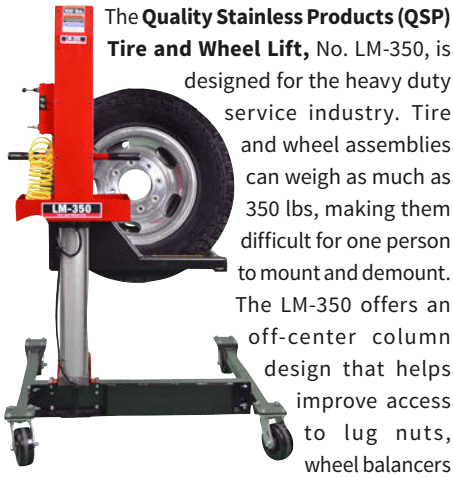 The Quality Stainless Products (QSP)
Tire and Wheel Lift, No. LM-350, is
designed for the heavy duty
service industry. Tire
and wheel assemblies
can weigh as much as
350 lbs, making them
difficult for one person
to mount and demount.
The LM-350 offers an
off-center column
design that helps
improve access
to lug nuts,
wheel balancers
LM-350